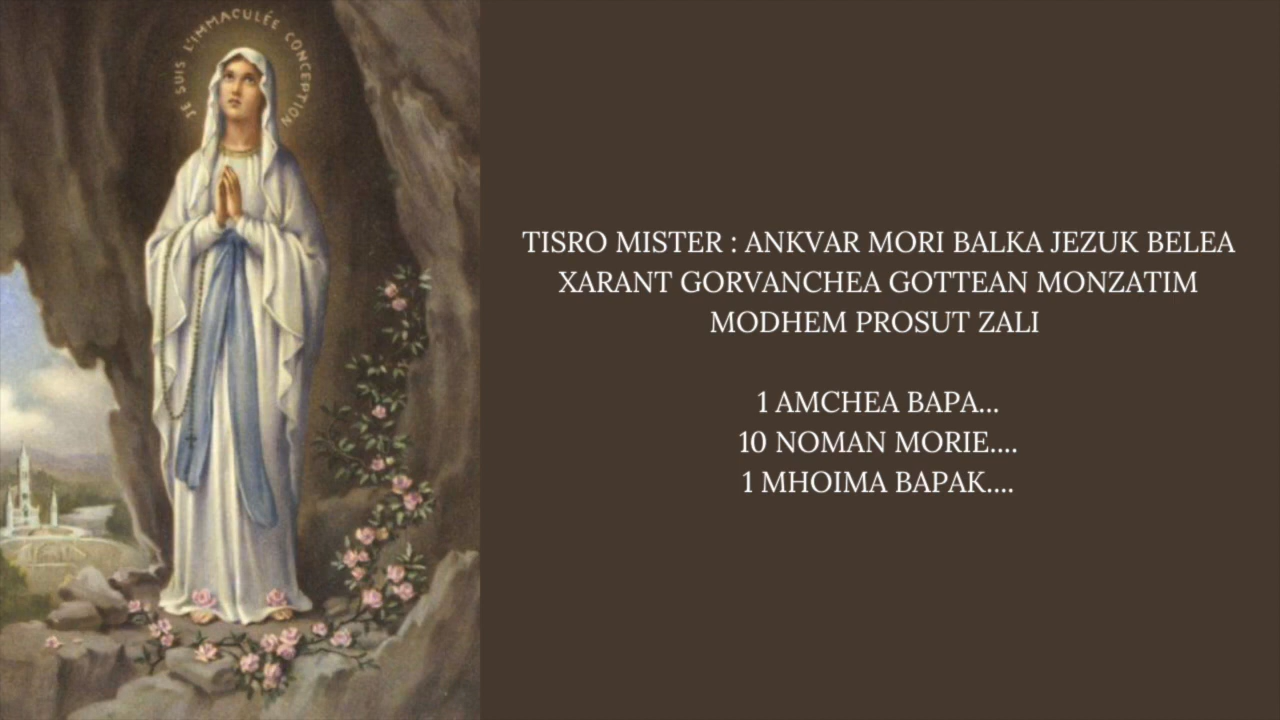 JE SUIS L'IMMACULÉE CONCEPTION
TISRO MISTER : ANKVAR MORI BALKA JEZUK BELEA
XARANT GORVANCHEA GOTTEAN MONZATIM
MODHEM PROSUT ZALI
1 AMCHEA BAPA...
10 NOMAN MORIE....
1 MHOIMA BAPAK....